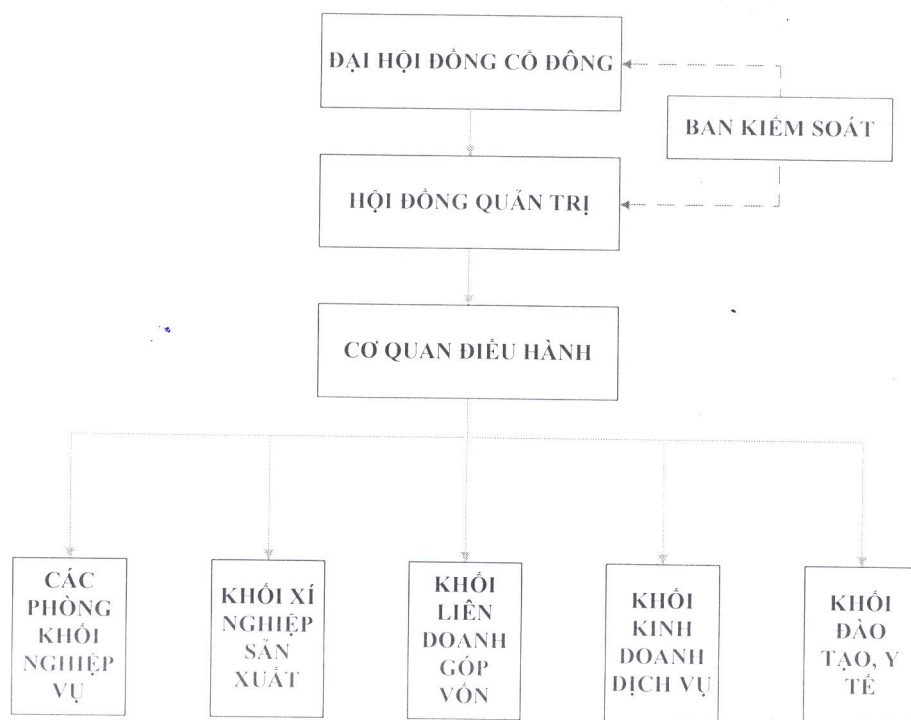 ĐẠI HỘI ĐỒNG CỔ ĐÔNG
BAN KIỂM SOÁT
HỘI ĐỒNG QUẢN TRỊ
CƠ QUAN ĐIỀU HÀNH
CÁC
PHÒNG
KHỐI
NGHIỆP
VỤ
KHỐI XÍ
NGHIỆP
SẢN
XUẤT
KHỐI
LIÊN
DOANH
GÓP
VỐN
KHỐI
KINH
DOANH
DỊCH VỤ
KHỐI
ĐÀO
TẠO, Y
TẾ